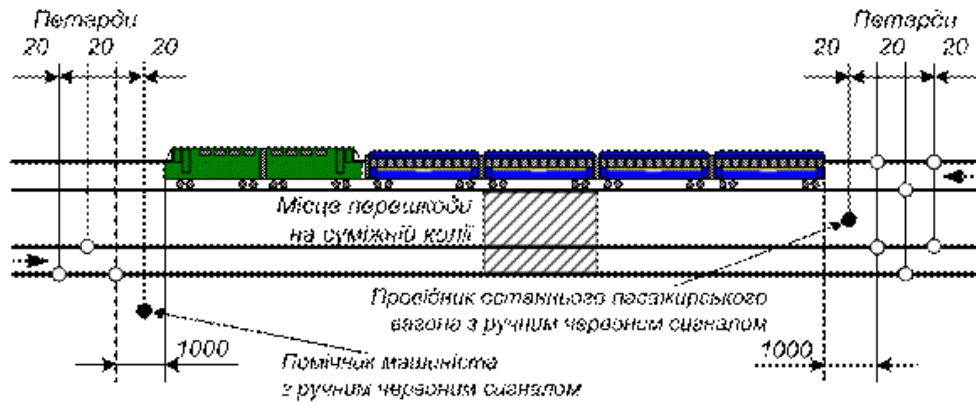 Петарди
20 20 20
Петарди
20 20 20
Місце перешкоди
на суміжній колії
Провідник останнього пасажирського
вагона з ручним червоним сигналом
1000
Помічник машиніста
з ручним червоним сигналом
1000